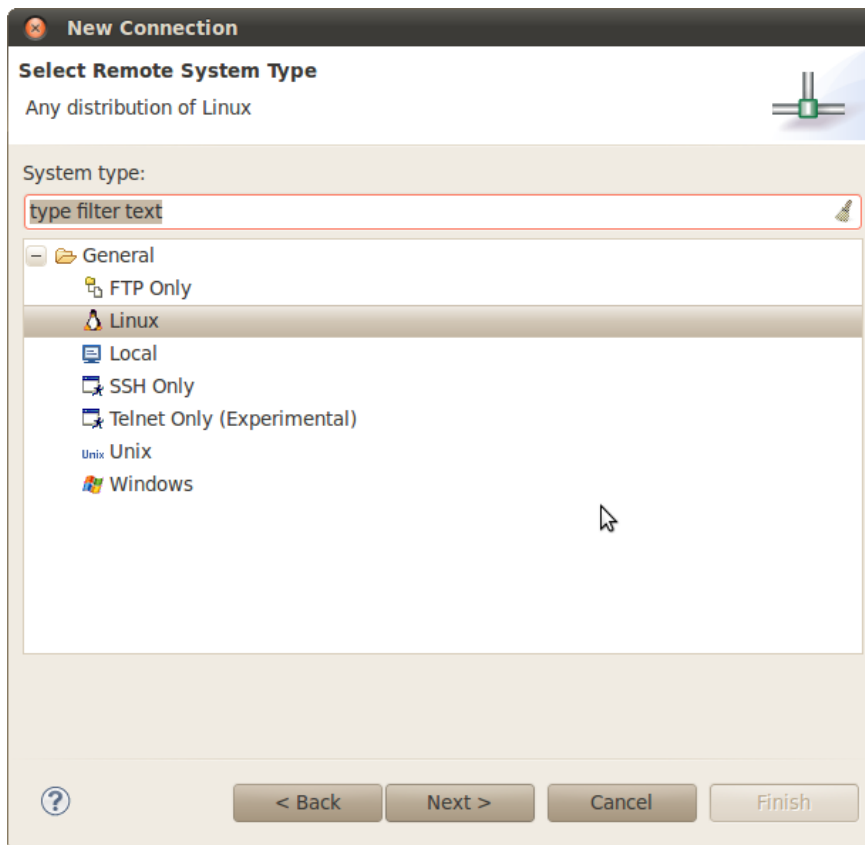 New Connection
Select Remote System Type
Any distribution of Linux
System type:
type filter text
General
FTP Only
Linux
Local
SSH Only
Telnet Only (Experimental)
Unix Unix
Windows
? < Back Next > Cancel Finish